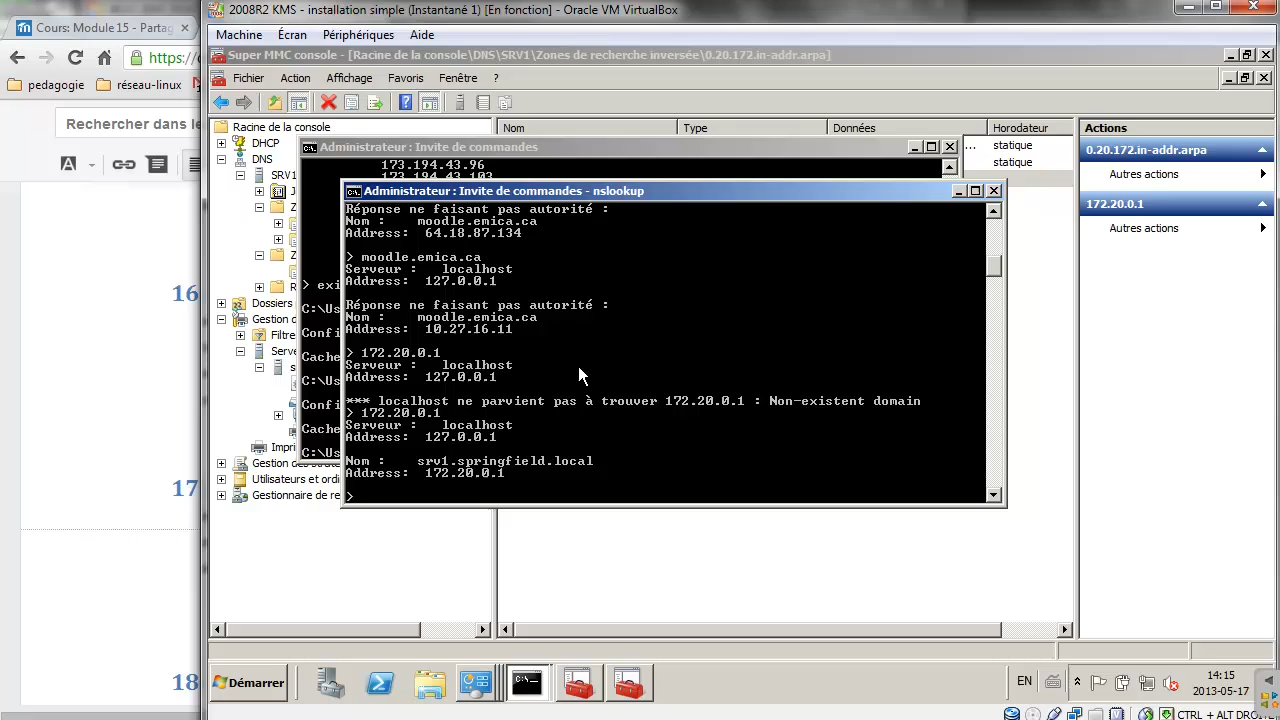 2008R2 KMS - installation simple (Instantané 1) [En fonction] - Oracle VM VirtualBox
Cours: Module 15 - Partag
Machine Écran Périphériques Aide
https:/
Super MMC console - [Racine de la console\DNS\SRV1\Zones de recherche inversée\0.20.172.in-addr.arpa]
pedagogie réseau-linux
Fichier Action Affichage Favoris Fenêtre ?
Rechercher dans le
Racine de la console
Nom Type Données Horodateur
Actions
DHCP
DNS
SRV1
Administrateur : Invite de commandes
... statique
statique
0.20.172.in-addr.arpa
Autres actions
172.20.0.1
Autres actions
173.194.43.96
173.194.43.103
Administrateur : Invite de commandes - nslookup
Réponse ne faisant pas autorité :
Nom : moodle.emica.ca
Address: 64.18.87.134
> moodle.emica.ca
Serveur : localhost
Address: 127.0.0.1
Réponse ne faisant pas autorité :
Nom : moodle.emica.ca
Address: 10.27.16.11
> 172.20.0.1
Serveur : localhost
Address: 127.0.0.1
*** localhost ne parvient pas à trouver 172.20.0.1 : Non-existent domain
> 172.20.0.1
Serveur : localhost
Address: 127.0.0.1
Nom : srv1.springfield.local
Address: 172.20.0.1
>
> exi
C:\Us
Confi
Cache
C:\Us
Confi
Cache
C:\Us
Dossiers
Gestion d
Filtre
Serve
s
Imprí
Gestion des strat
Utilisateurs et ordi
Gestionnaire de re
16
17
18
Démarrer
EN
14:15
2013-05-17
CTRL + ALT DROITE